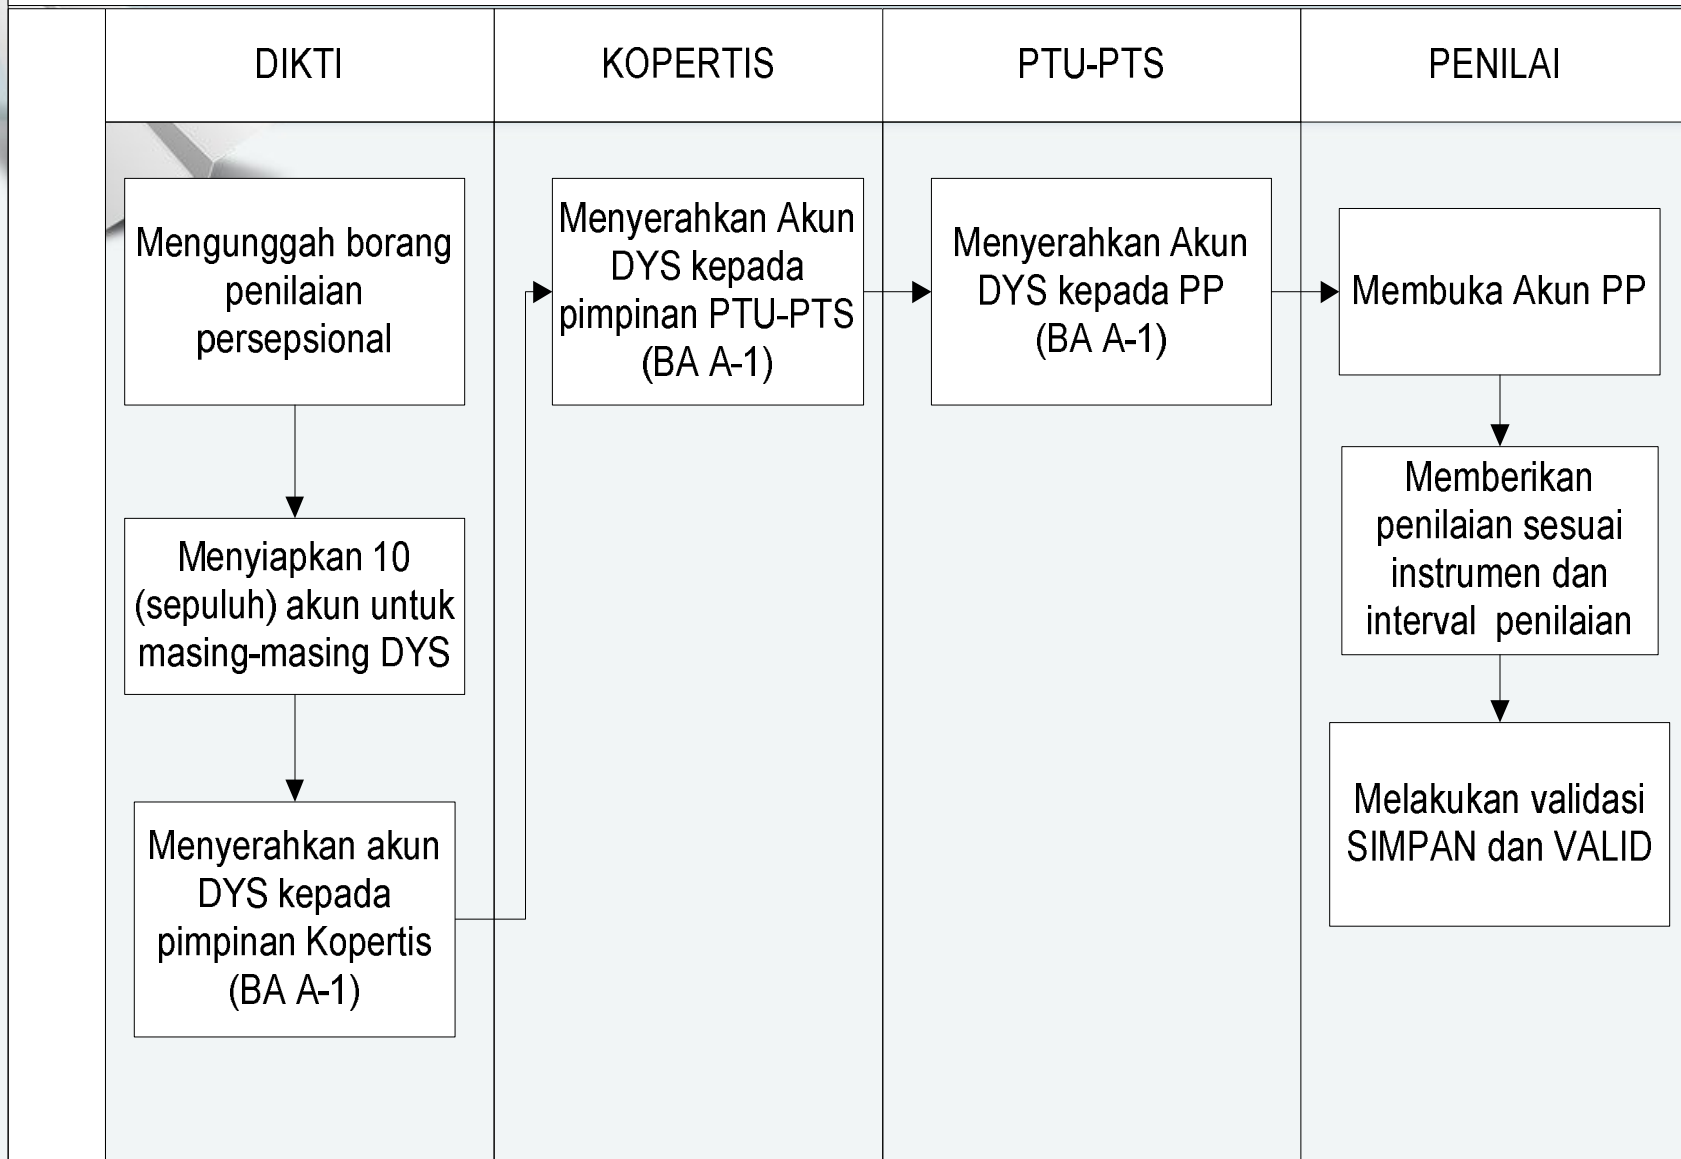 DIKTI
KOPERTIS
PTU-PTS
PENILAI
Mengunggah borang
penilaian
persepsional
Menyiapkan 10
(sepuluh) akun untuk
masing-masing DYS
Menyerahkan akun
DYS kepada
pimpinan Kopertis
(BA A-1)
Menyerahkan Akun
DYS kepada
pimpinan PTU-PTS
(BA A-1)
Menyerahkan Akun
DYS kepada PP
(BA A-1)
Membuka Akun PP
Memberikan
penilaian sesuai
instrumen dan
interval  penilaian
Melakukan validasi
SIMPAN dan VALID